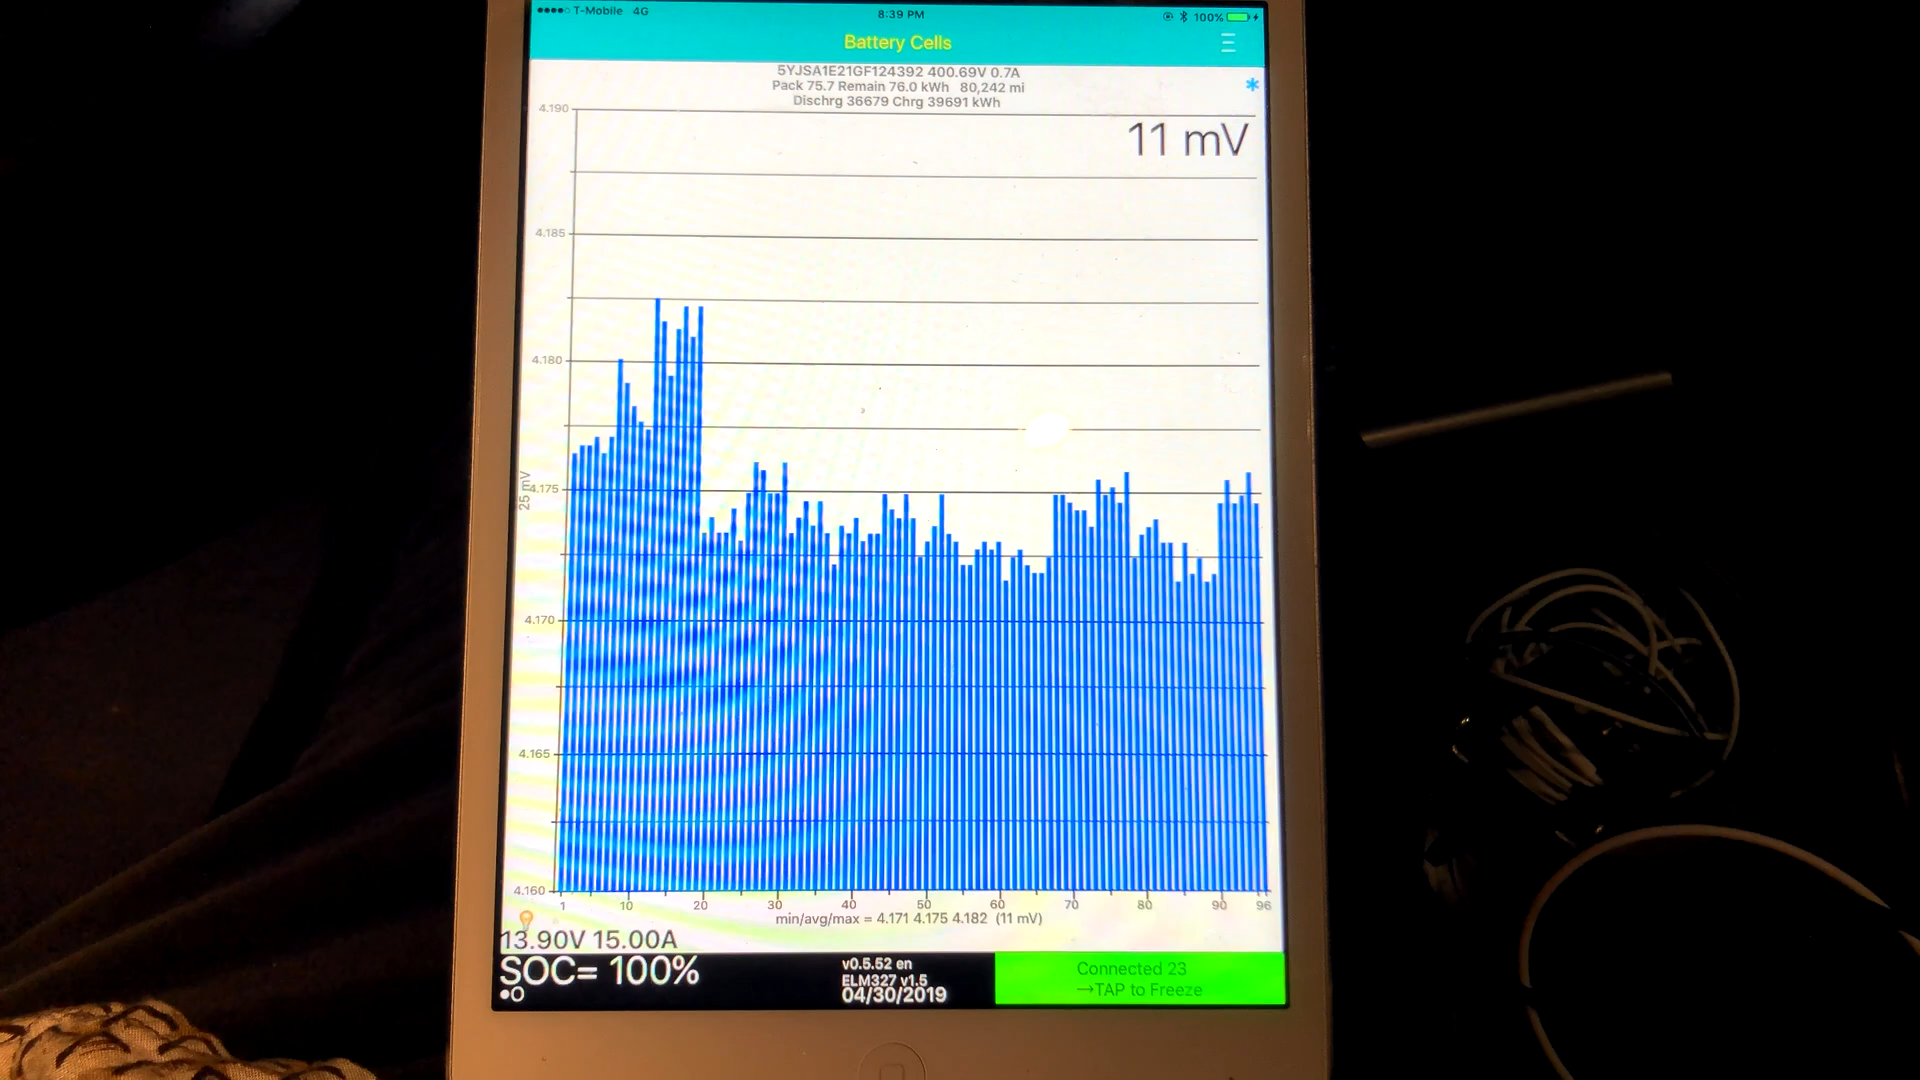 T-Mobile 4G 8:39 PM 100%
Battery Cells
5YJSA1E21GF124392 400.69V 0.7A
Pack 75.7 Remain 76.0 kWh 80,242 mi
Dischrg 36679 Chrg 39691 kWh
4.190
11 mV
4.185
4.180
25 mV
4.175
4.170
4.165
4.160
1 10 20 30 40 50 60 70 80 90 96
min/avg/max = 4.171 4.175 4.182 (11 mV)
13.90V 15.00A
SOC= 100%
v0.5.52 en
ELM327 v1.5
04/30/2019
Connected 23
→TAP to Freeze